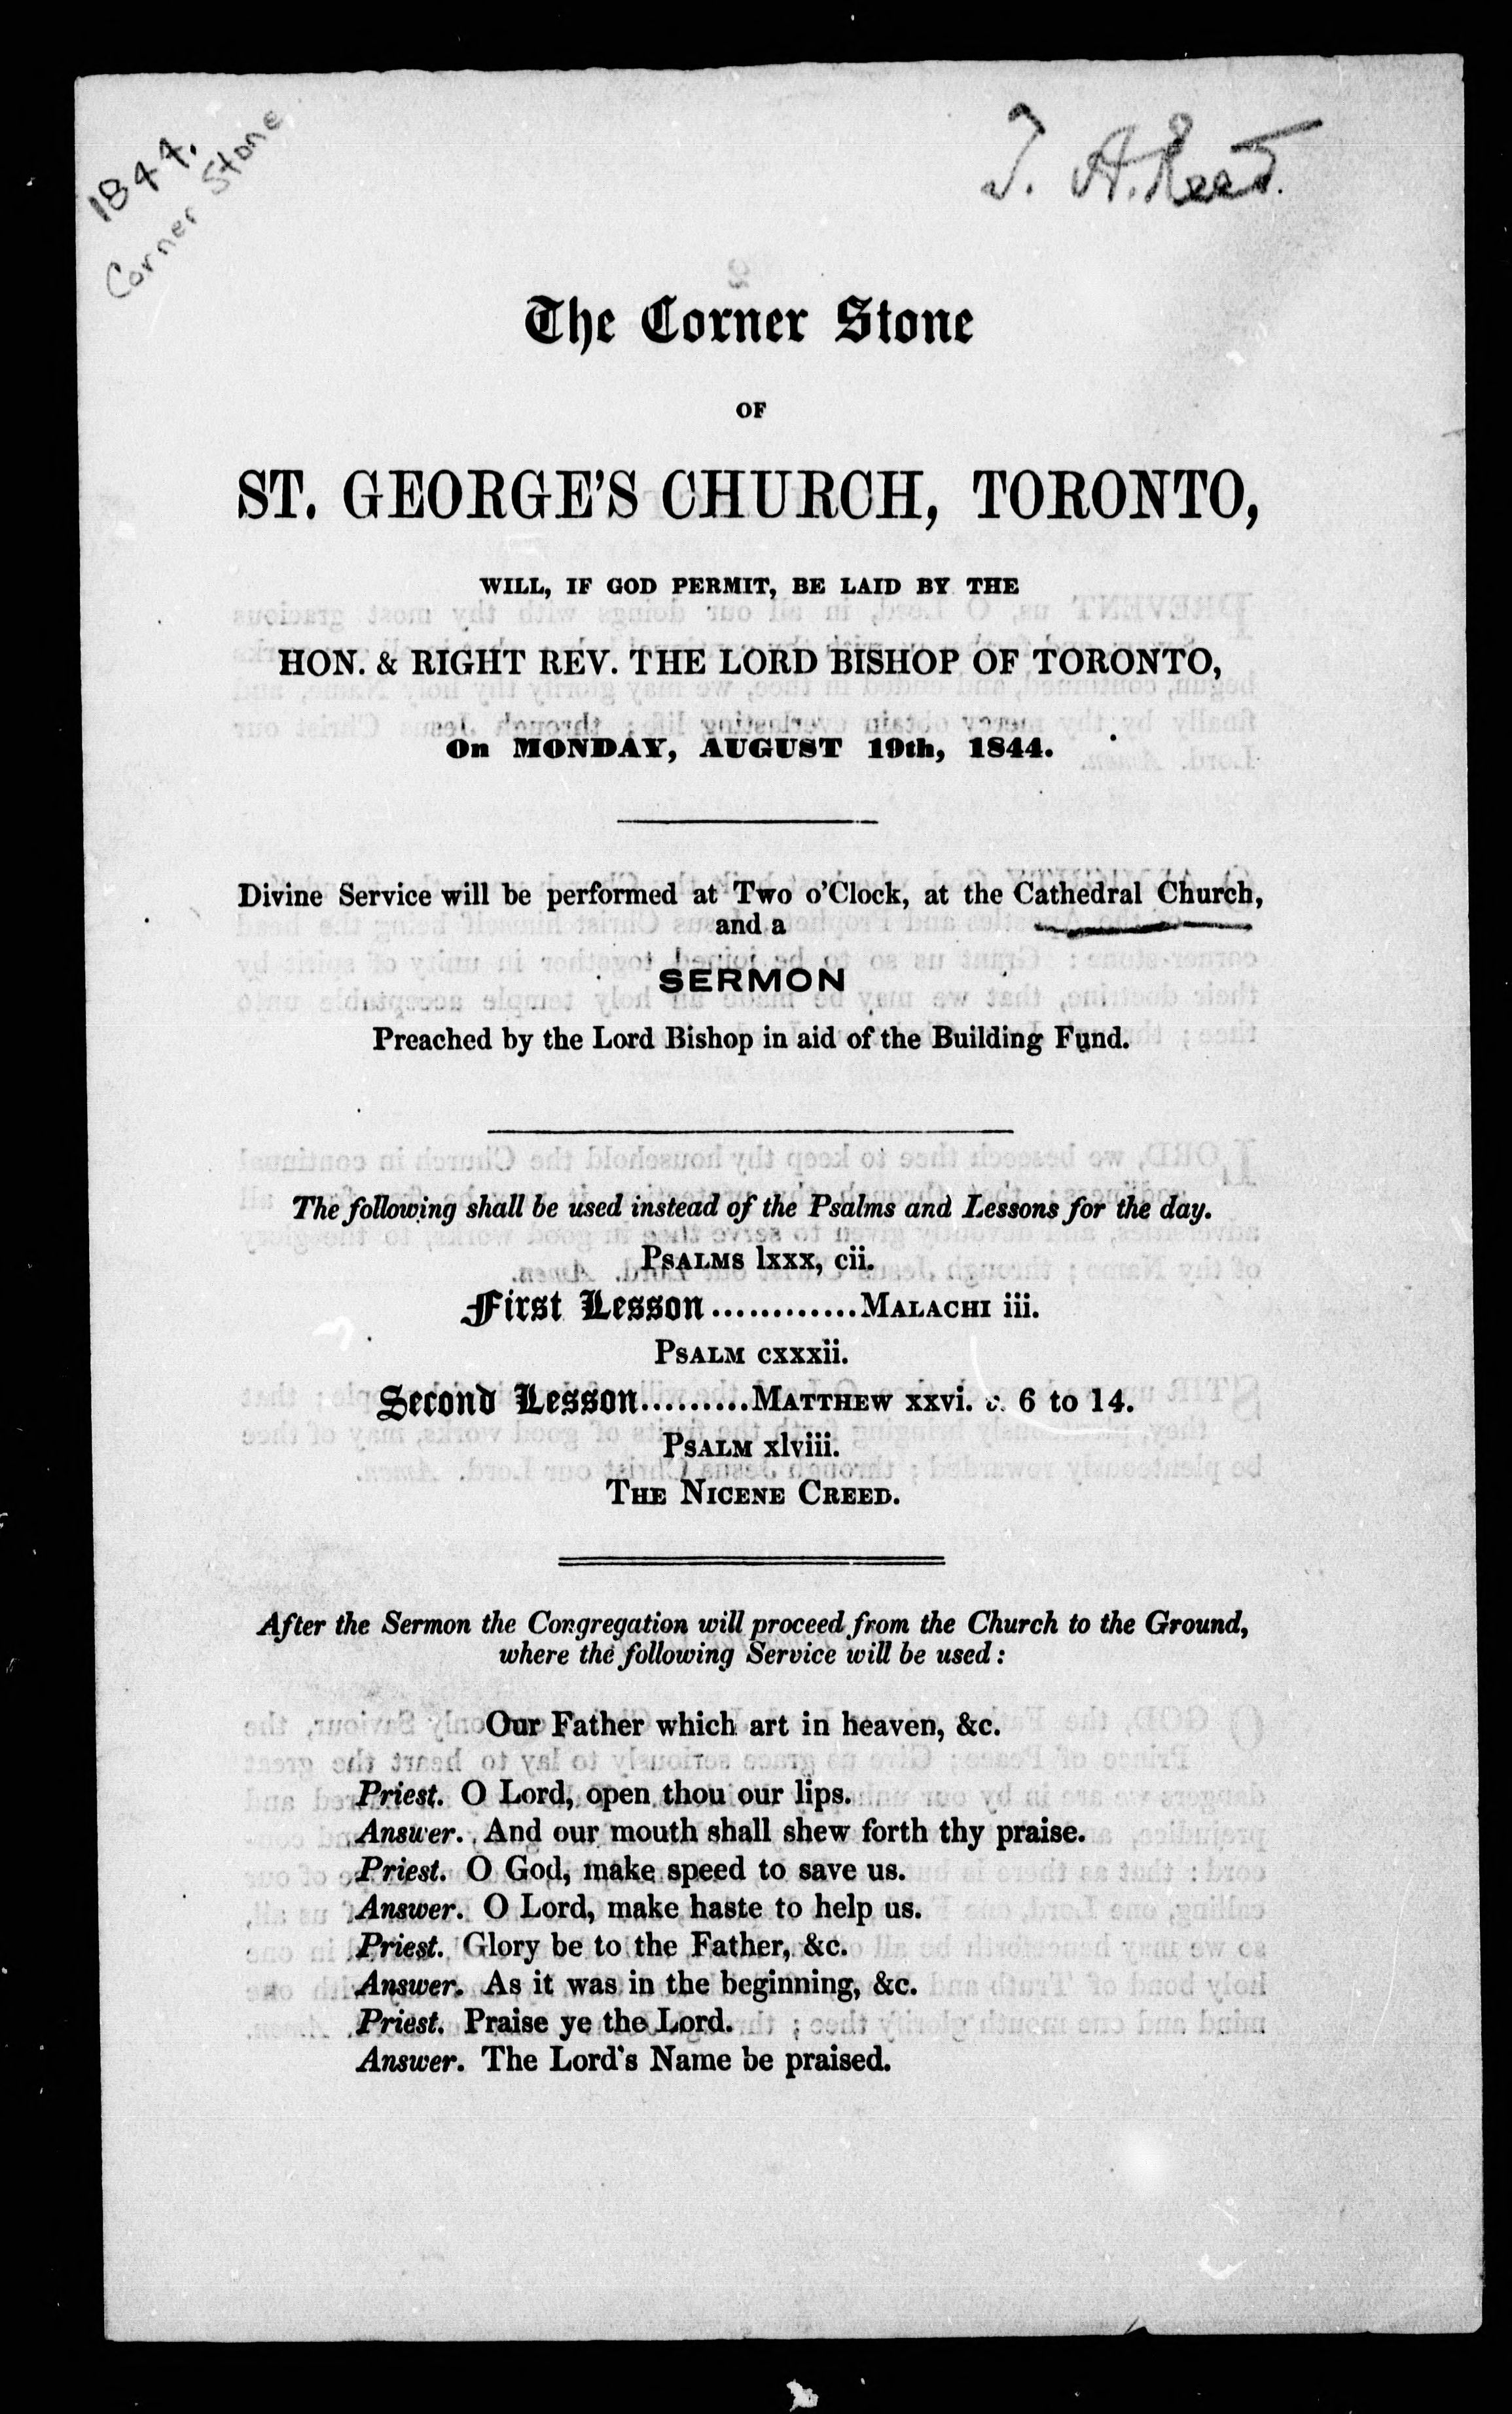 1844.
Corner Stone
T. A. Reed.
The Corner Stone
OF
ST. GEORGE'S CHURCH, TORONTO,
WILL, IF GOD PERMIT, BE LAID BY THE
HON. & RIGHT REV. THE LORD BISHOP OF TORONTO,
On MONDAY, AUGUST 19th, 1844.
Divine Service will be performed at Two o'Clock, at the Cathedral Church,
and a
SERMON
Preached by the Lord Bishop in aid of the Building Fund.
The following shall be used instead of the Psalms and Lessons for the day.
PSALMS lxxx, cii.
First Lesson............MALACHI iii.
PSALM cxxxii.
Second Lesson.........MATTHEW xxvi. v. 6 to 14.
PSALM xlviii.
THE NICENE CREED.
After the Sermon the Congregation will proceed from the Church to the Ground,
where the following Service will be used:
Our Father which art in heaven, &c.
Priest. O Lord, open thou our lips.
Answer. And our mouth shall shew forth thy praise.
Priest. O God, make speed to save us.
Answer. O Lord, make haste to help us.
Priest. Glory be to the Father, &c.
Answer. As it was in the beginning, &c.
Priest. Praise ye the Lord.
Answer. The Lord's Name be praised.